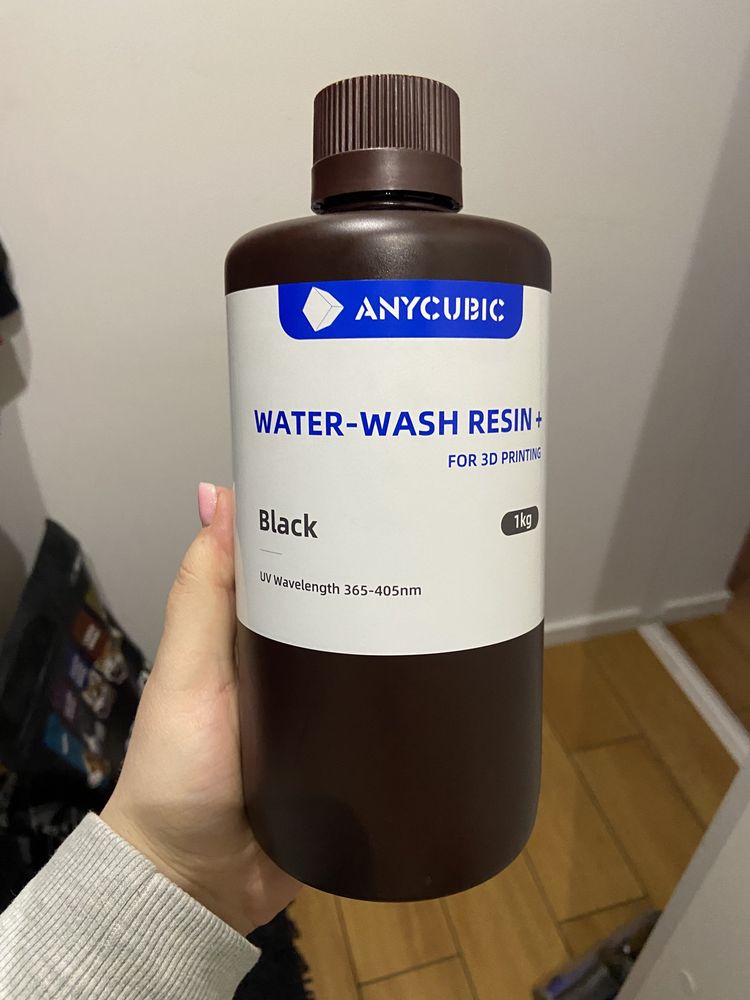 ANYCUBIC
WATER-WASH RESIN +
FOR 3D PRINTING
Black
1kg
UV Wavelength 365-405nm